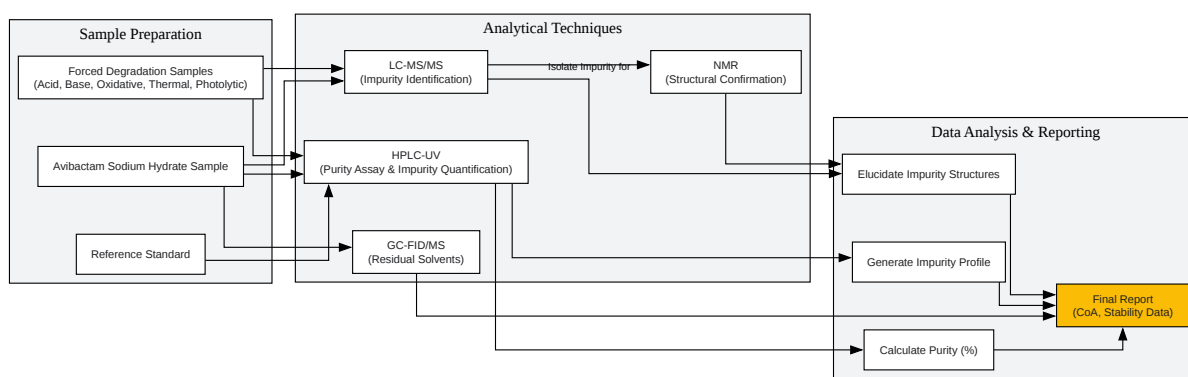 Sample Preparation
Forced Degradation Samples
(Acid, Base, Oxidative, Thermal, Photolytic)
Avibactam Sodium Hydrate Sample
Reference Standard
Analytical Techniques
LC-MS/MS
(Impurity Identification)
Isolate Impurity for
NMR
(Structural Confirmation)
HPLC-UV
(Purity Assay & Impurity Quantification)
GC-FID/MS
(Residual Solvents)
Data Analysis & Reporting
Elucidate Impurity Structures
Generate Impurity Profile
Final Report
(CoA, Stability Data)
Calculate Purity (%)